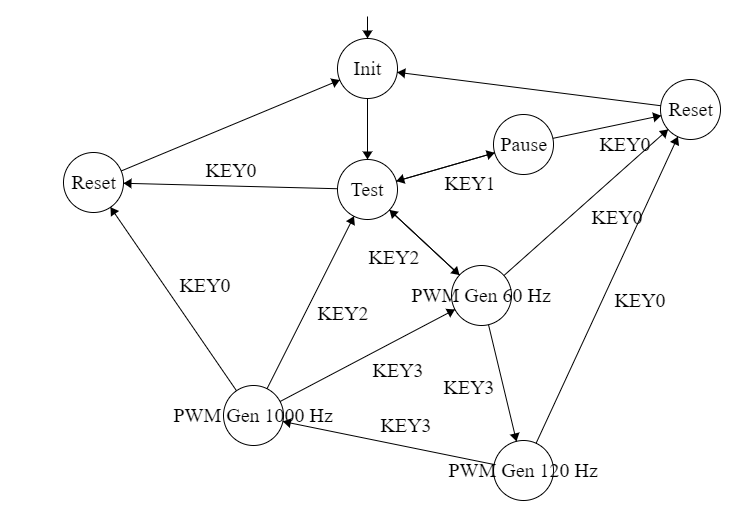 Init
Reset
Pause
KEY0
KEY0
Reset
Test
KEY1
KEY0
KEY2
KEY0
PWM Gen 60 Hz
KEY0
KEY2
KEY3
KEY3
PWM Gen 1000 Hz
KEY3
PWM Gen 120 Hz